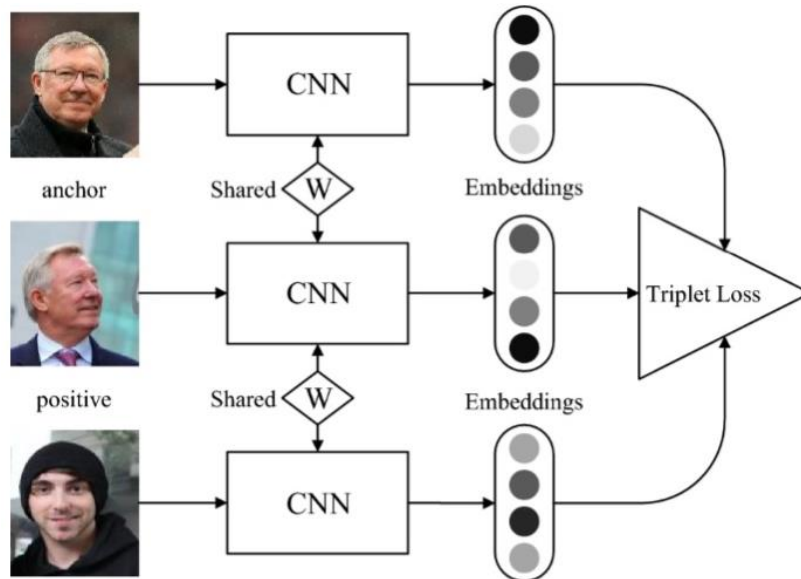 CNN
anchor
Shared
W
Embeddings
CNN
Triplet Loss
positive
Shared
W
Embeddings
CNN